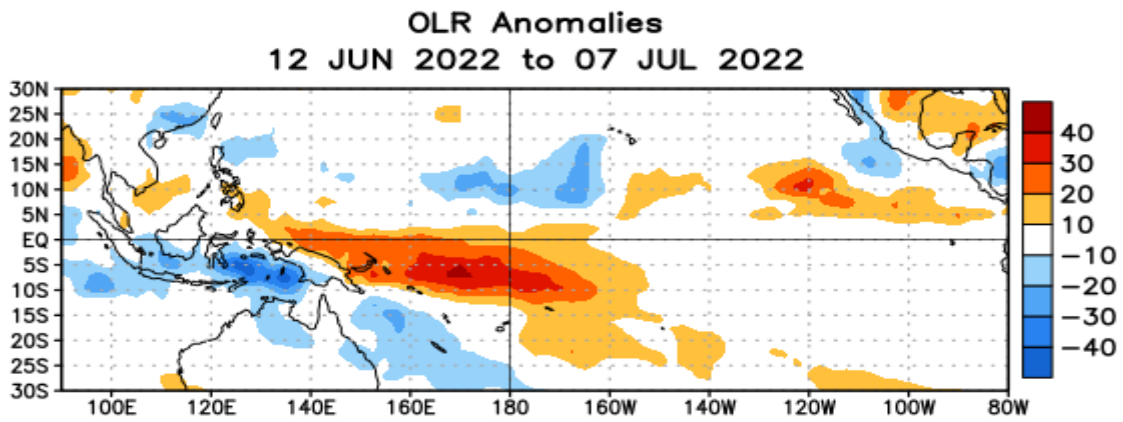 OLR Anomalies
12 JUN 2022 to 07 JUL 2022
30N
25N
20N
15N
10N
5N
EQ
5S
10S
15S
20S
25S
30S
100E 120E 140E 160E 180 160W 140W 120W 100W 80W
40
30
20
10
−10
−20
−30
−40